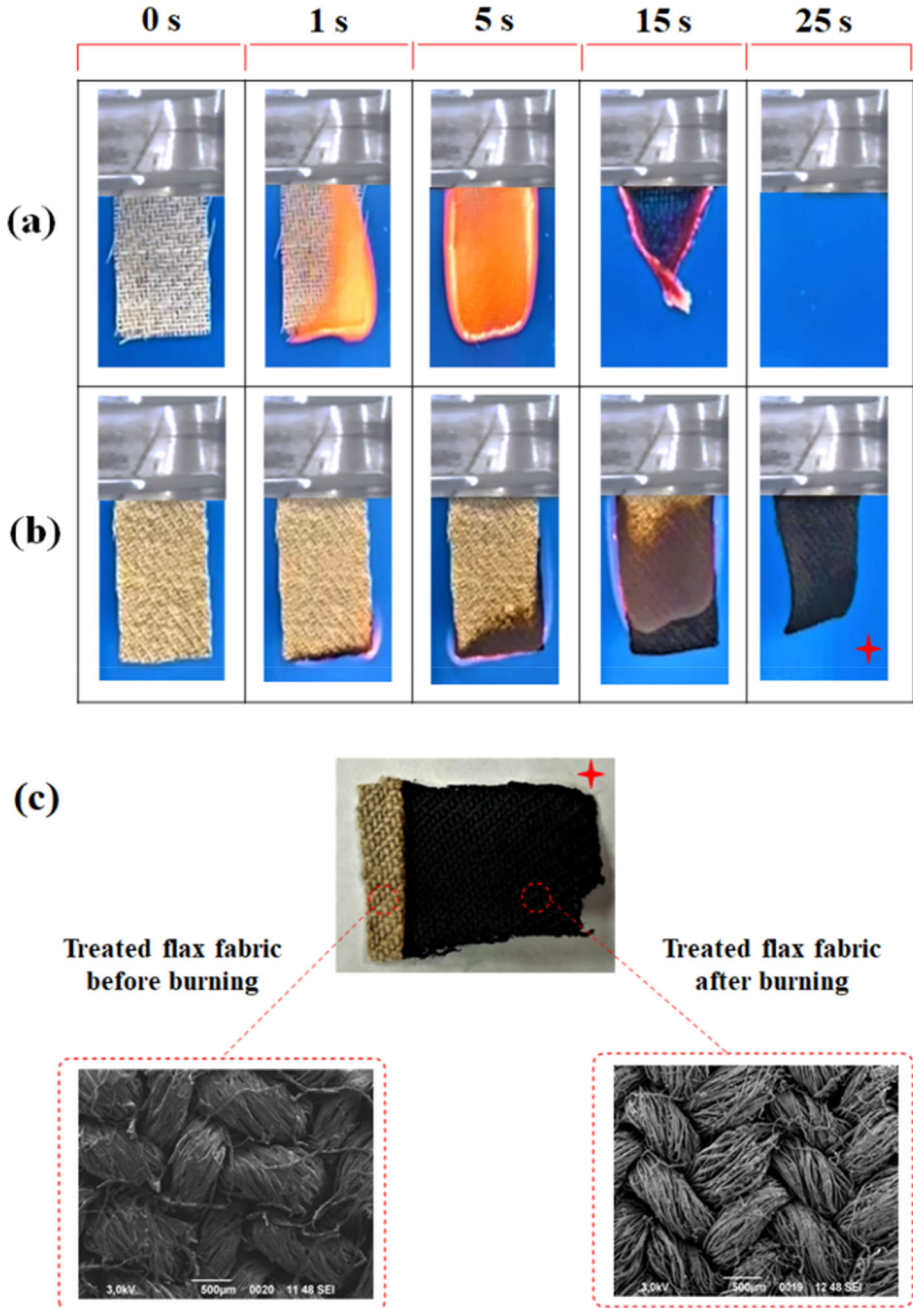 0 s 1 s 5 s 15 s 25 s
(a)
(b)
(c)
Treated flax fabric
before burning
Treated flax fabric
after burning
3,0kV 500µm 0020 11 48 SEI
3,0kV 500µm 0019 12 48 SEI